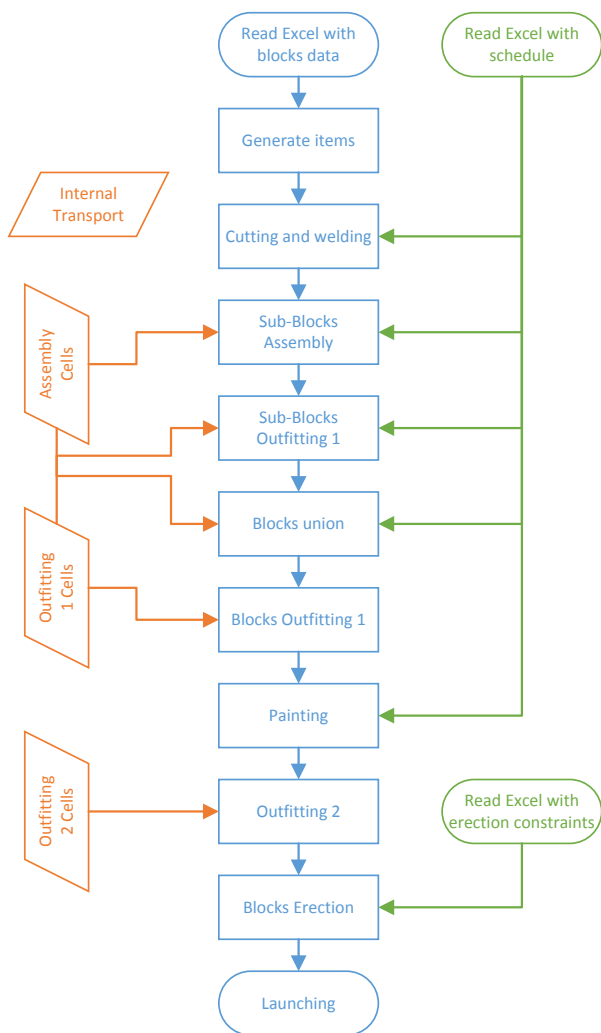 Read Excel with
blocks data
Read Excel with
schedule
Generate items
Internal
Transport
Cutting and welding
Assembly
Cells
Sub-Blocks
Assembly
Sub-Blocks
Outfitting 1
Blocks union
Outfitting
1 Cells
Blocks Outfitting 1
Painting
Outfitting
2 Cells
Outfitting 2
Read Excel with
erection constraints
Blocks Erection
Launching